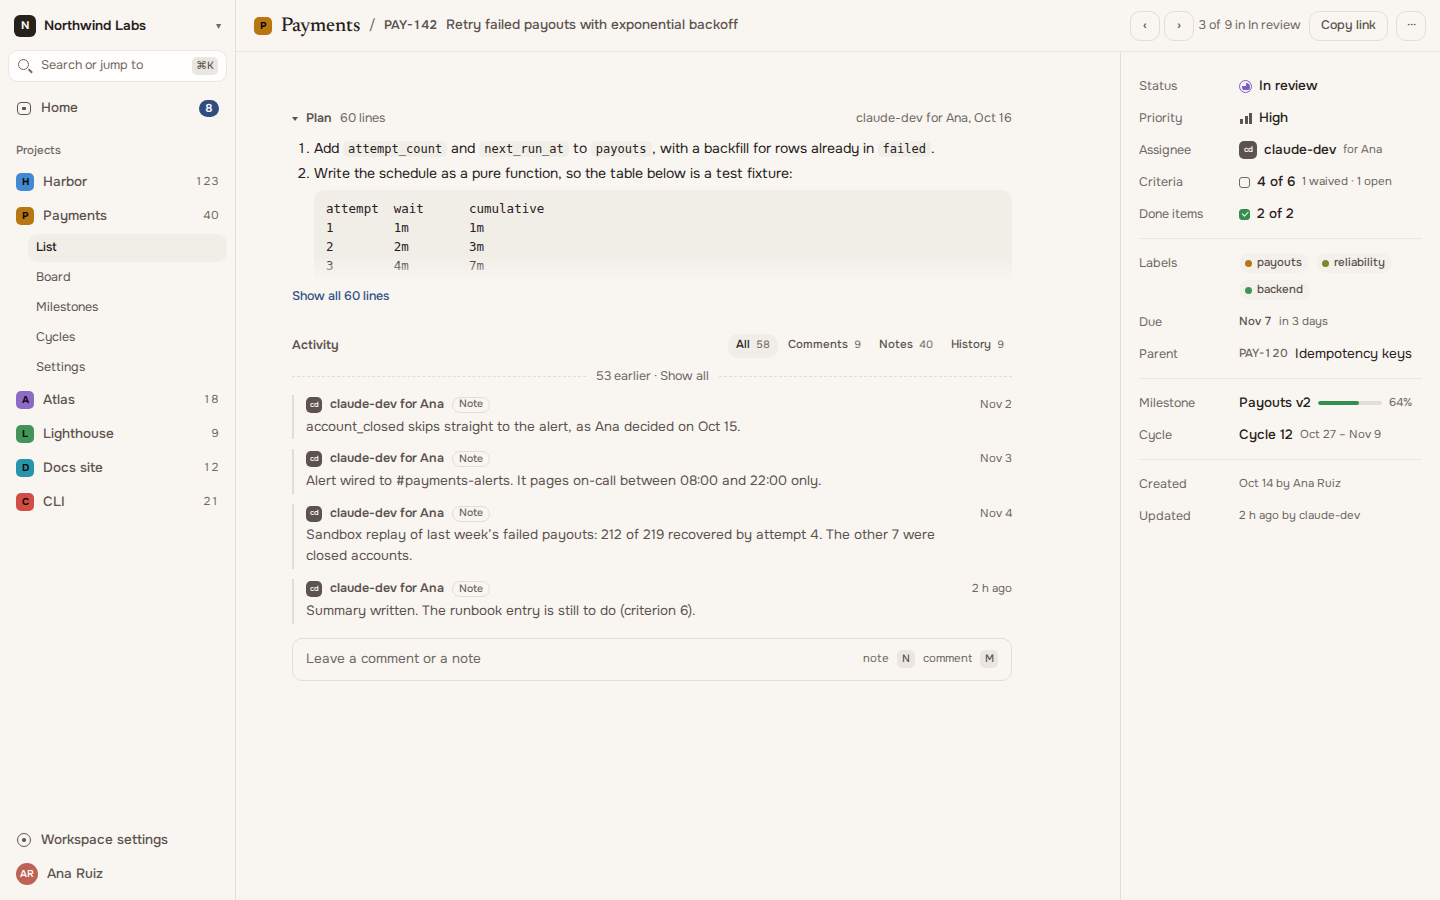 N Northwind Labs ▾
Search or jump to ⌘K
Home 8
Projects
H Harbor 123
P Payments 40
List
Board
Milestones
Cycles
Settings
A Atlas 18
L Lighthouse 9
D Docs site 12
C CLI 21
Workspace settings
AR Ana Ruiz
P Payments / PAY-142 Retry failed payouts with exponential backoff
‹ › 3 of 9 in In review Copy link ···
Plan 60 lines claude-dev for Ana, Oct 16
1. Add attempt_count and next_run_at to payouts, with a backfill for rows already in failed.
2. Write the schedule as a pure function, so the table below is a test fixture:
attempt wait cumulative
1 1m 1m
2 2m 3m
3 4m 7m
Show all 60 lines
Activity All 58 Comments 9 Notes 40 History 9
53 earlier · Show all
cd claude-dev for Ana Note Nov 2
account_closed skips straight to the alert, as Ana decided on Oct 15.
cd claude-dev for Ana Note Nov 3
Alert wired to #payments-alerts. It pages on-call between 08:00 and 22:00 only.
cd claude-dev for Ana Note Nov 4
Sandbox replay of last week's failed payouts: 212 of 219 recovered by attempt 4. The other 7 were
closed accounts.
cd claude-dev for Ana Note 2 h ago
Summary written. The runbook entry is still to do (criterion 6).
Leave a comment or a note note N comment M
Status In review
Priority High
Assignee cd claude-dev for Ana
Criteria 4 of 6 1 waived · 1 open
Done items 2 of 2
Labels payouts reliability
backend
Due Nov 7 in 3 days
Parent PAY-120 Idempotency keys
Milestone Payouts v2 64%
Cycle Cycle 12 Oct 27 – Nov 9
Created Oct 14 by Ana Ruiz
Updated 2 h ago by claude-dev